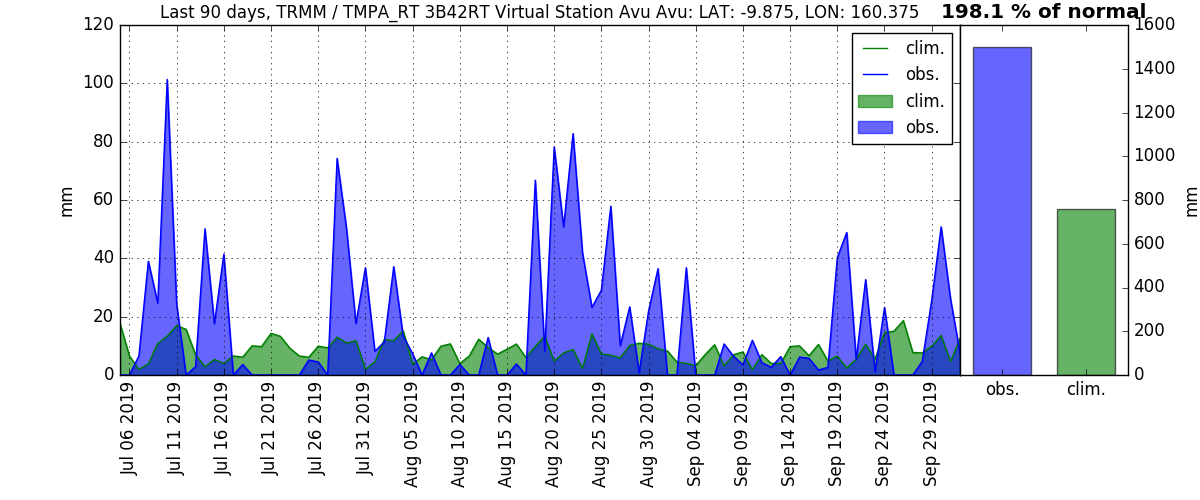 Last 90 days, TRMM / TMPA_RT 3B42RT Virtual Station Avu Avu: LAT: -9.875, LON: 160.375
198.1 % of normal
120
100
80
60
40
20
0
mm
clim.
obs.
clim.
obs.
1600
1400
1200
1000
800
600
400
200
0
mm
Jul 06 2019
Jul 11 2019
Jul 16 2019
Jul 21 2019
Jul 26 2019
Jul 31 2019
Aug 05 2019
Aug 10 2019
Aug 15 2019
Aug 20 2019
Aug 25 2019
Aug 30 2019
Sep 04 2019
Sep 09 2019
Sep 14 2019
Sep 19 2019
Sep 24 2019
Sep 29 2019
obs.
clim.